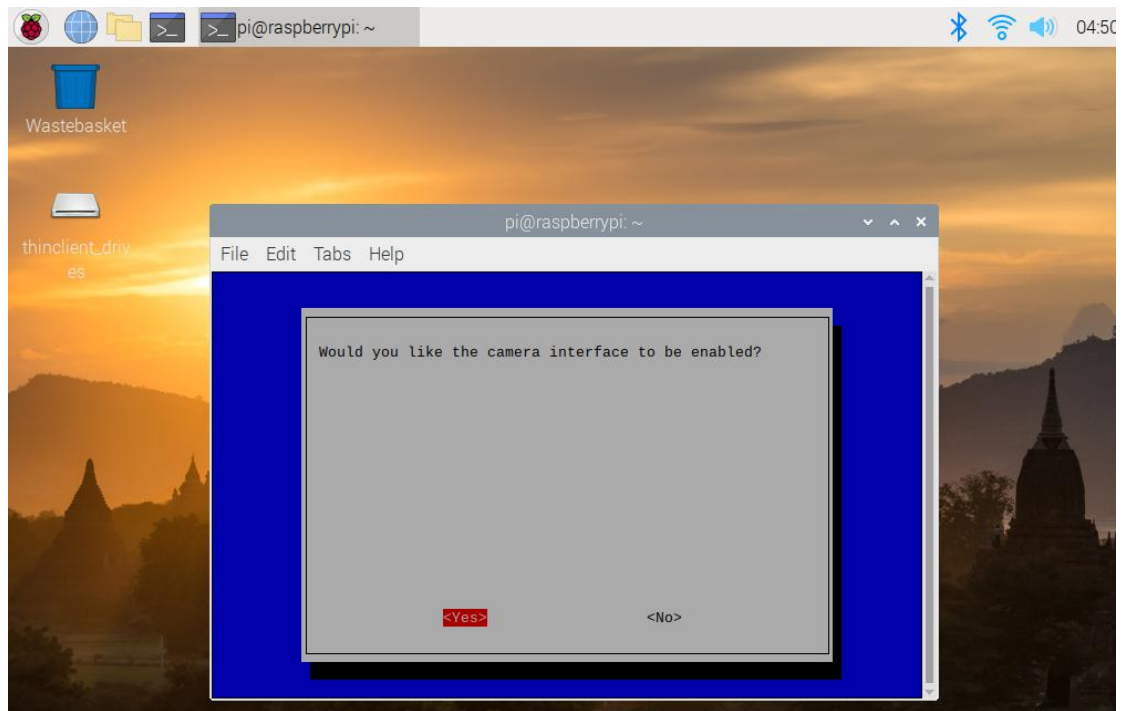 pi@raspberrypi: ~
04:50
Wastebasket
thinclient_driv
es
pi@raspberrypi: ~
File Edit Tabs Help
Would you like the camera interface to be enabled?
<Yes> <No>